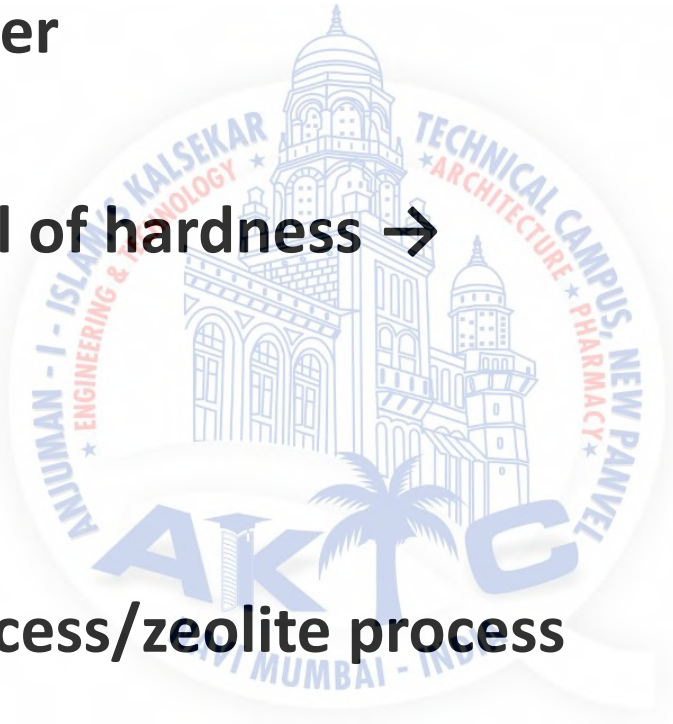 er
l of hardness →
cess/zeolite process
ANJUMAN - I - ISLAM'S KALSEKAR TECHNICAL CAMPUS, NEW PANVEL
★ ENGINEERING & TECHNOLOGY ★ ★ ARCHITECTURE ★ PHARMACY ★
AKTC
NAVI MUMBAI - INDIA